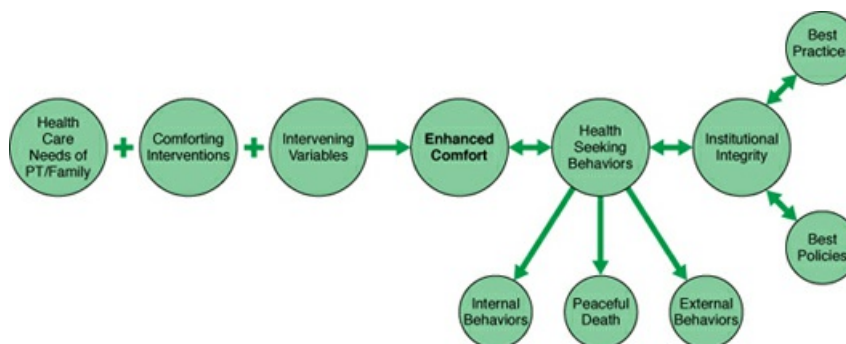 Health
Care
Needs of
PT/Family
Comforting
Interventions
Intervening
Variables
Enhanced
Comfort
Health
Seeking
Behaviors
Institutional
Integrity
Best
Practices
Best
Policies
Internal
Behaviors
Peaceful
Death
External
Behaviors